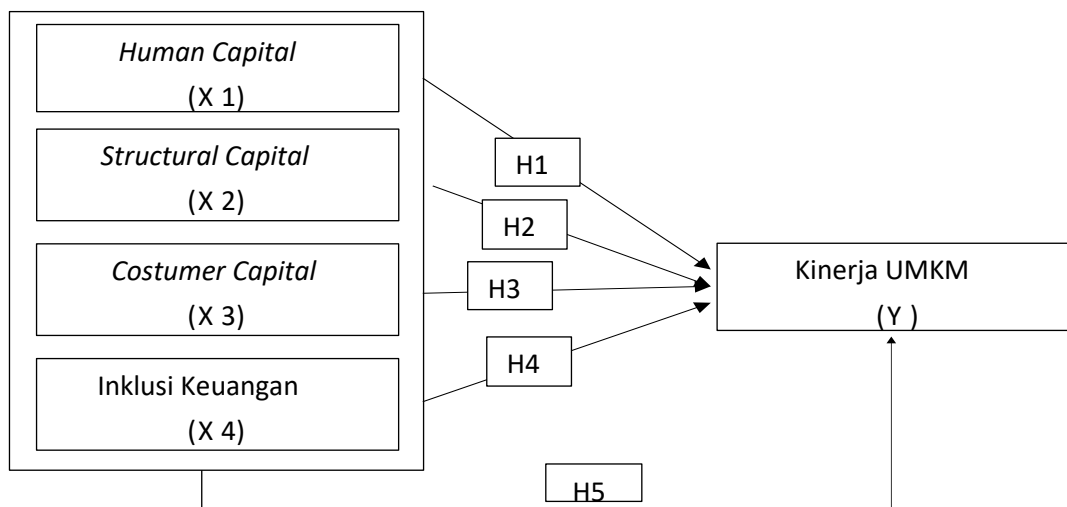 Human Capital
(X 1)
Structural Capital
(X 2)
Costumer Capital
(X 3)
Inklusi Keuangan
(X 4)
H1
H2
H3
H4
H5
Kinerja UMKM
(Y )